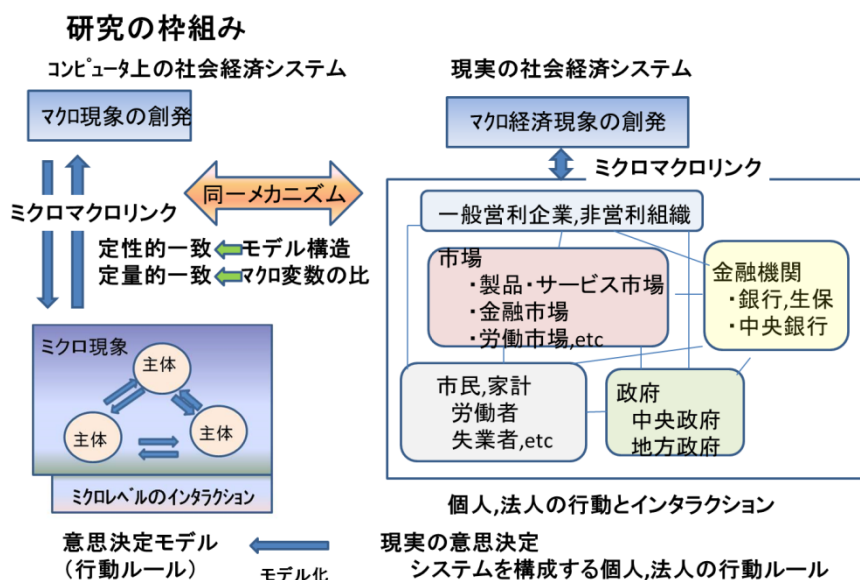 研究の枠組み
コンピュータ上の社会経済システム
マクロ現象の創発
ミクロマクロリンク
定性的一致
モデル構造
定量的一致
マクロ変数の比
ミクロ現象
主体
主体
主体
ミクロレベルのインタラクション
意思決定モデル
(行動ルール)
モデル化
同一メカニズム
現実の社会経済システム
マクロ経済現象の創発
ミクロマクロリンク
一般営利企業,非営利組織
市場
・製品・サービス市場
・金融市場
・労働市場,etc
金融機関
・銀行,生保
・中央銀行
市民,家計
労働者
失業者,etc
政府
中央政府
地方政府
個人,法人の行動とインタラクション
現実の意思決定
システムを構成する個人,法人の行動ルール